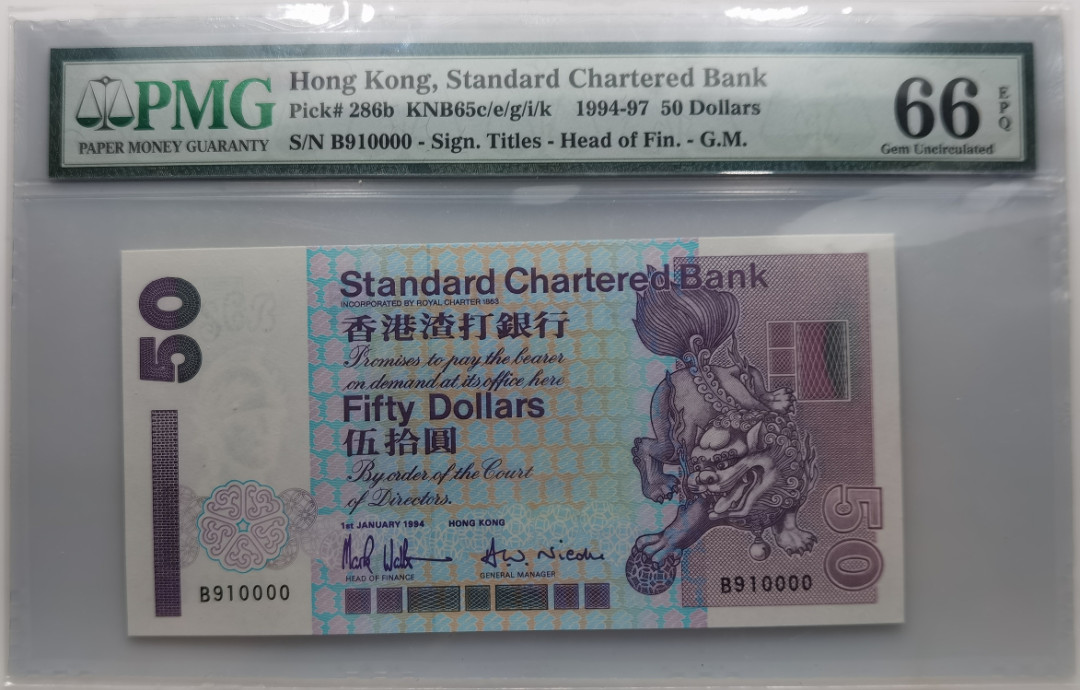 PMG
PAPER MONEY GUARANTY
Hong Kong, Standard Chartered Bank
Pick# 286b KNB65c/e/g/i/k 1994-97 50 Dollars
S/N B910000 - Sign. Titles - Head of Fin. - G.M.
66 EPQ
Gem Uncirculated
50
Standard Chartered Bank
INCORPORATED BY ROYAL CHARTER 1853
香港渣打銀行
Promises to pay the bearer
on demand at its office here
Fifty Dollars
伍拾圓
By order of the Court
of Directors.
1st JANUARY 1994 HONG KONG
HEAD OF FINANCE GENERAL MANAGER
B910000
B910000
50